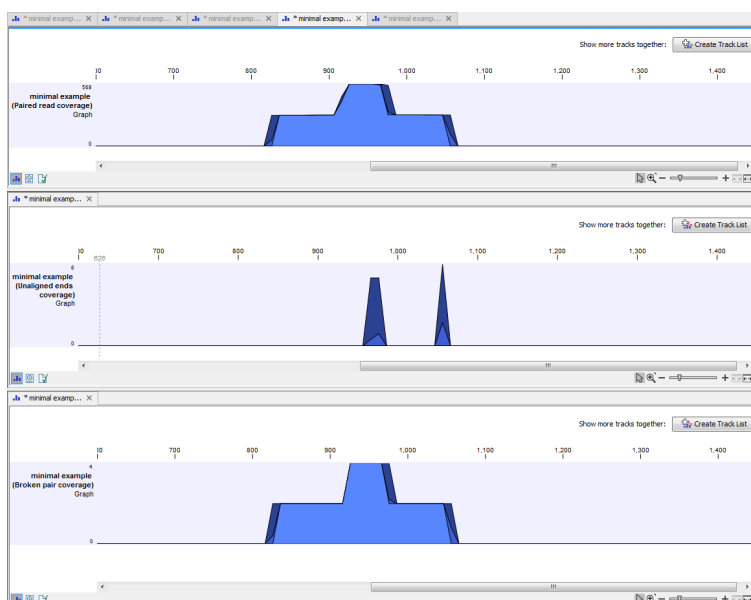 * minimal examp... * minimal examp... * minimal examp... * minimal examp... * minimal examp...
Show more tracks together: Create Track List
00 700 800 900 1,000 1,100 1,200 1,300 1,400
568
minimal example
(Paired read coverage)
Graph
0
* minimal examp...
Show more tracks together: Create Track List
00 700 800 900 1,000 1,100 1,200 1,300 1,400
626
6
minimal example
(Unaligned ends
coverage)
Graph
0
* minimal examp...
Show more tracks together: Create Track List
00 700 800 900 1,000 1,100 1,200 1,300 1,400
4
minimal example
(Broken pair coverage)
Graph
0